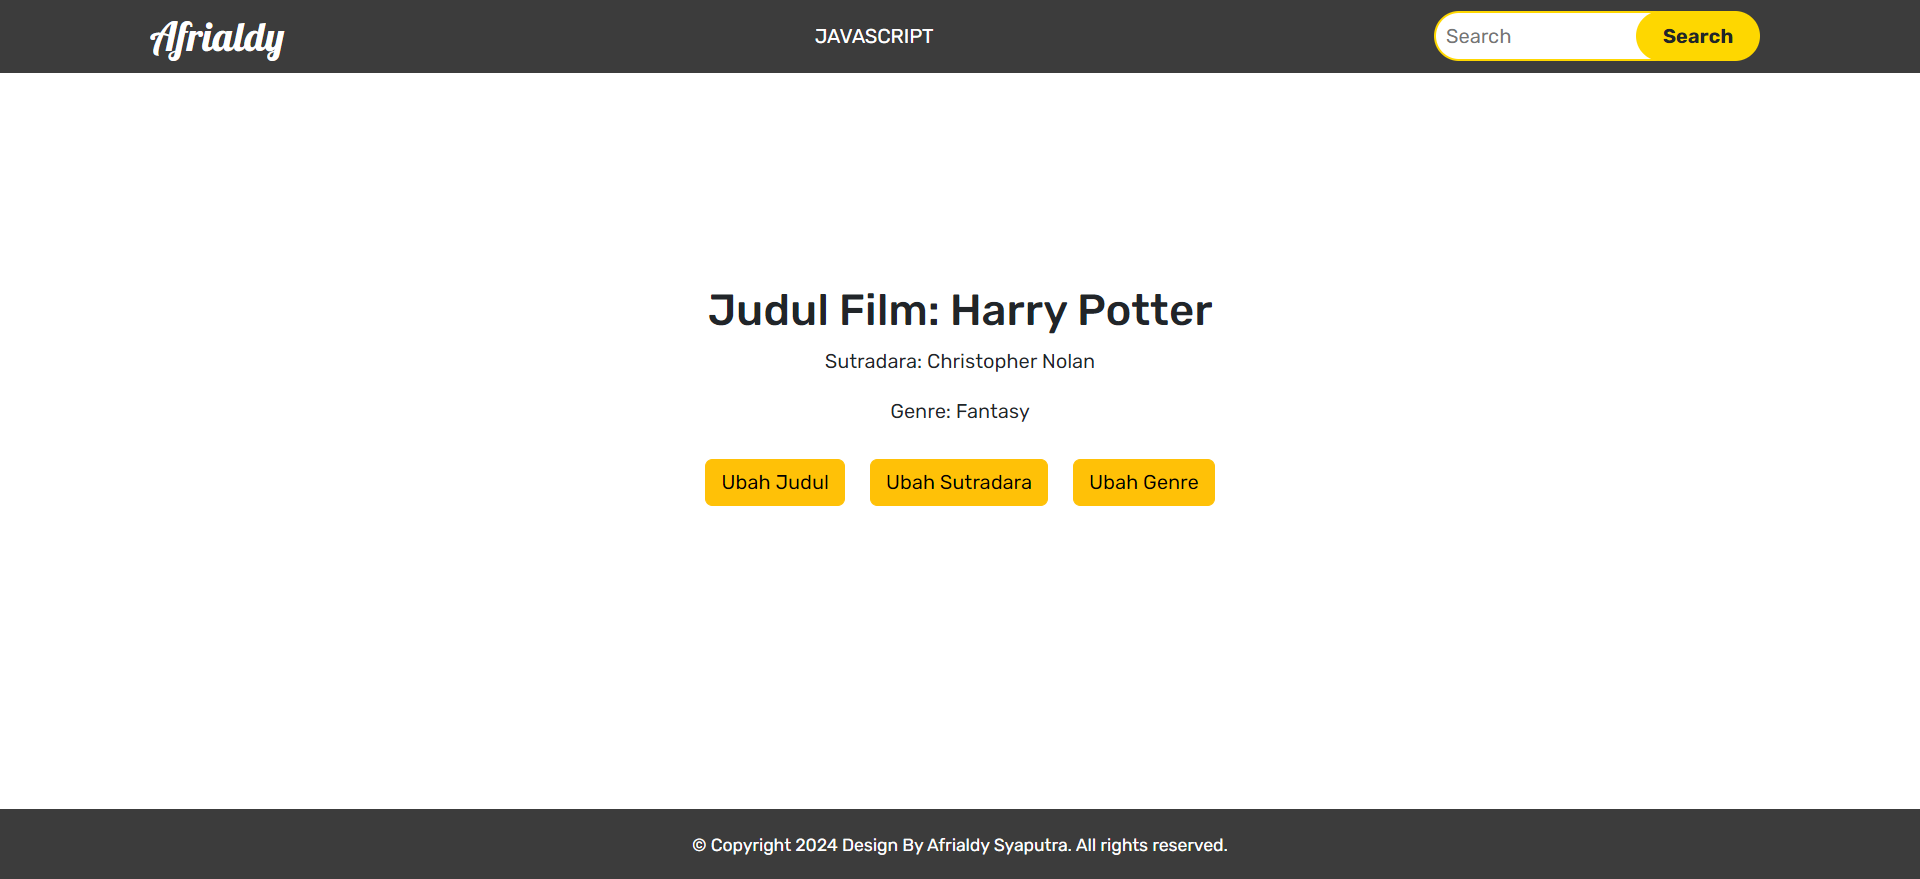 Afrialdy
JAVASCRIPT
Search
Search
Judul Film: Harry Potter
Sutradara: Christopher Nolan
Genre: Fantasy
Ubah Judul
Ubah Sutradara
Ubah Genre
© Copyright 2024 Design By Afrialdy Syaputra. All rights reserved.